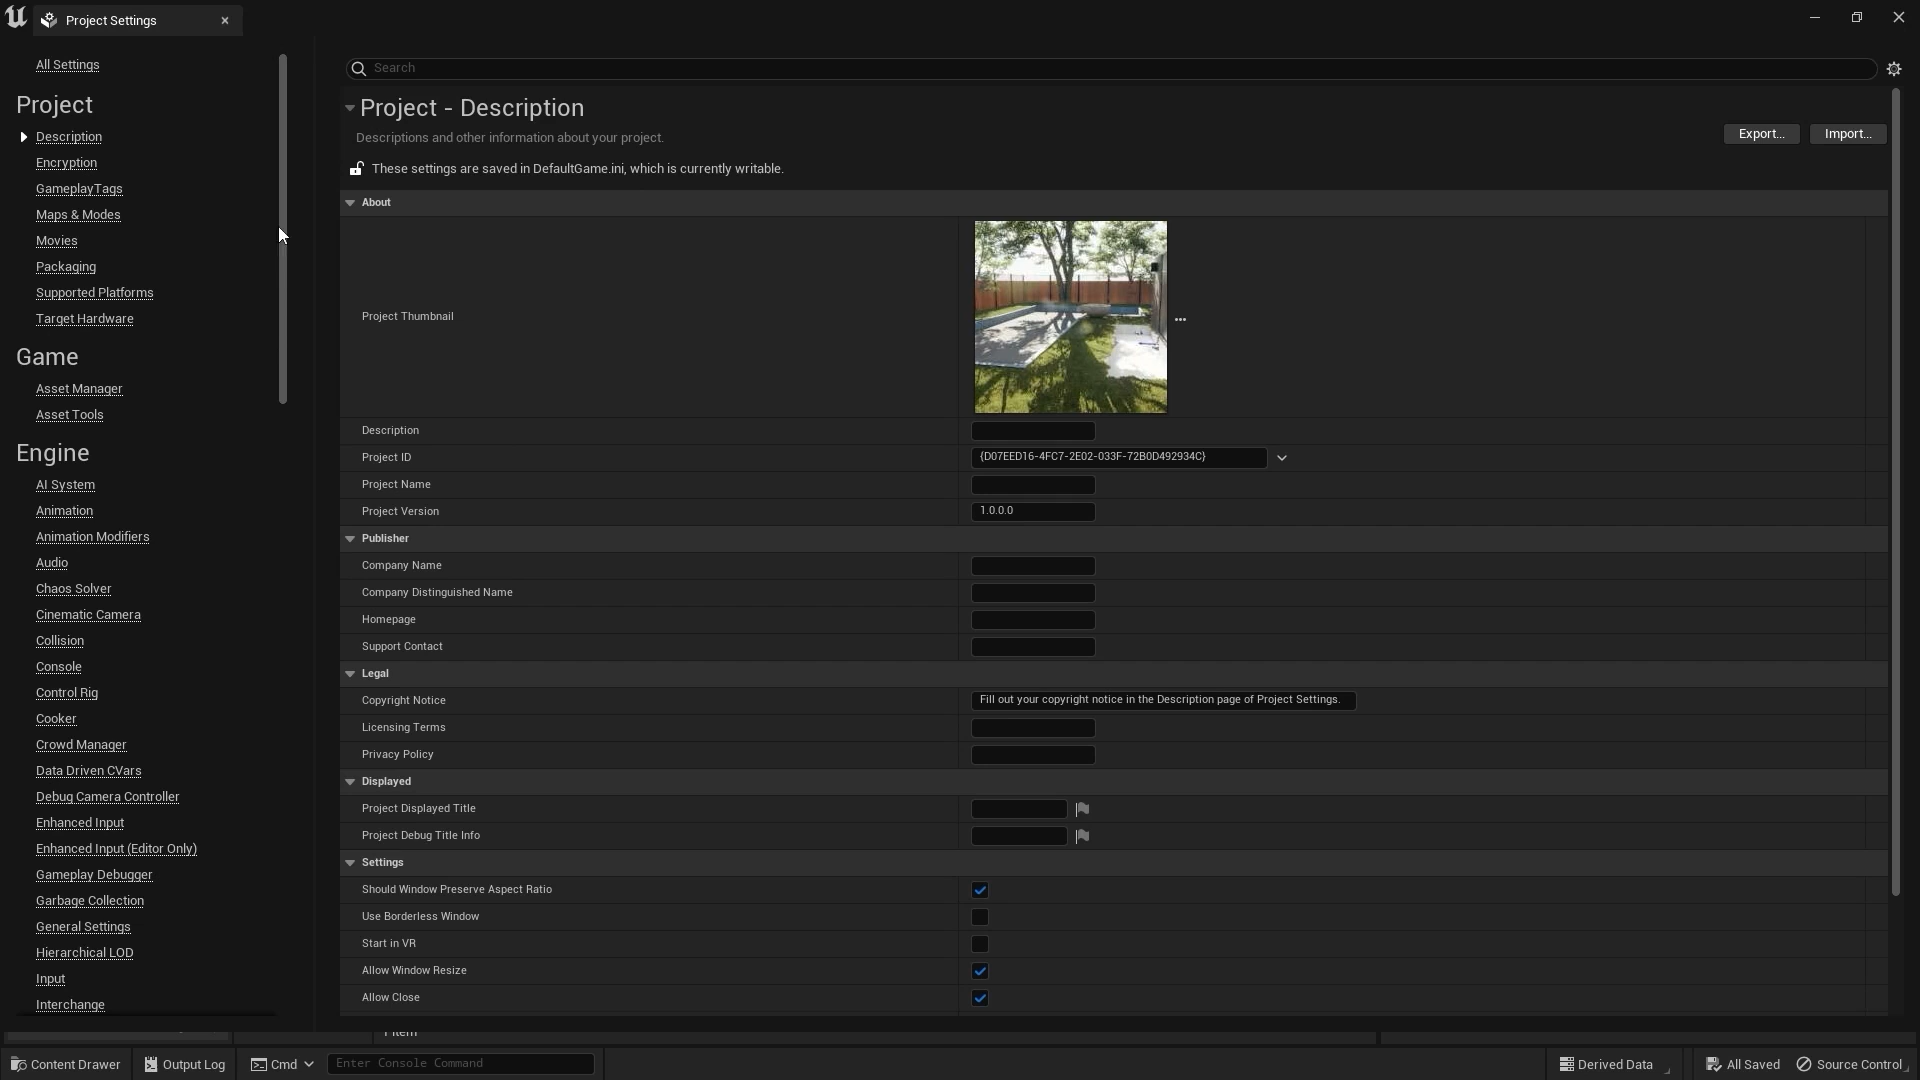 Project Settings
All Settings
Project
Description
Encryption
GameplayTags
Maps & Modes
Movies
Packaging
Supported Platforms
Target Hardware
Game
Asset Manager
Asset Tools
Engine
AI System
Animation
Animation Modifiers
Audio
Chaos Solver
Cinematic Camera
Collision
Console
Control Rig
Cooker
Crowd Manager
Data Driven CVars
Debug Camera Controller
Enhanced Input
Enhanced Input (Editor Only)
Gameplay Debugger
Garbage Collection
General Settings
Hierarchical LOD
Input
Interchange
Search
Project - Description
Descriptions and other information about your project.
Export...
Import...
These settings are saved in DefaultGame.ini, which is currently writable.
About
Project Thumbnail
Description
Project ID
{D07EED16-4FC7-2E02-033F-72B0D492934C}
Project Name
Project Version
1.0.0.0
Publisher
Company Name
Company Distinguished Name
Homepage
Support Contact
Legal
Copyright Notice
Fill out your copyright notice in the Description page of Project Settings.
Licensing Terms
Privacy Policy
Displayed
Project Displayed Title
Project Debug Title Info
Settings
Should Window Preserve Aspect Ratio
Use Borderless Window
Start in VR
Allow Window Resize
Allow Close
1 item
Content Drawer
Output Log
Cmd
Enter Console Command
Derived Data
All Saved
Source Control